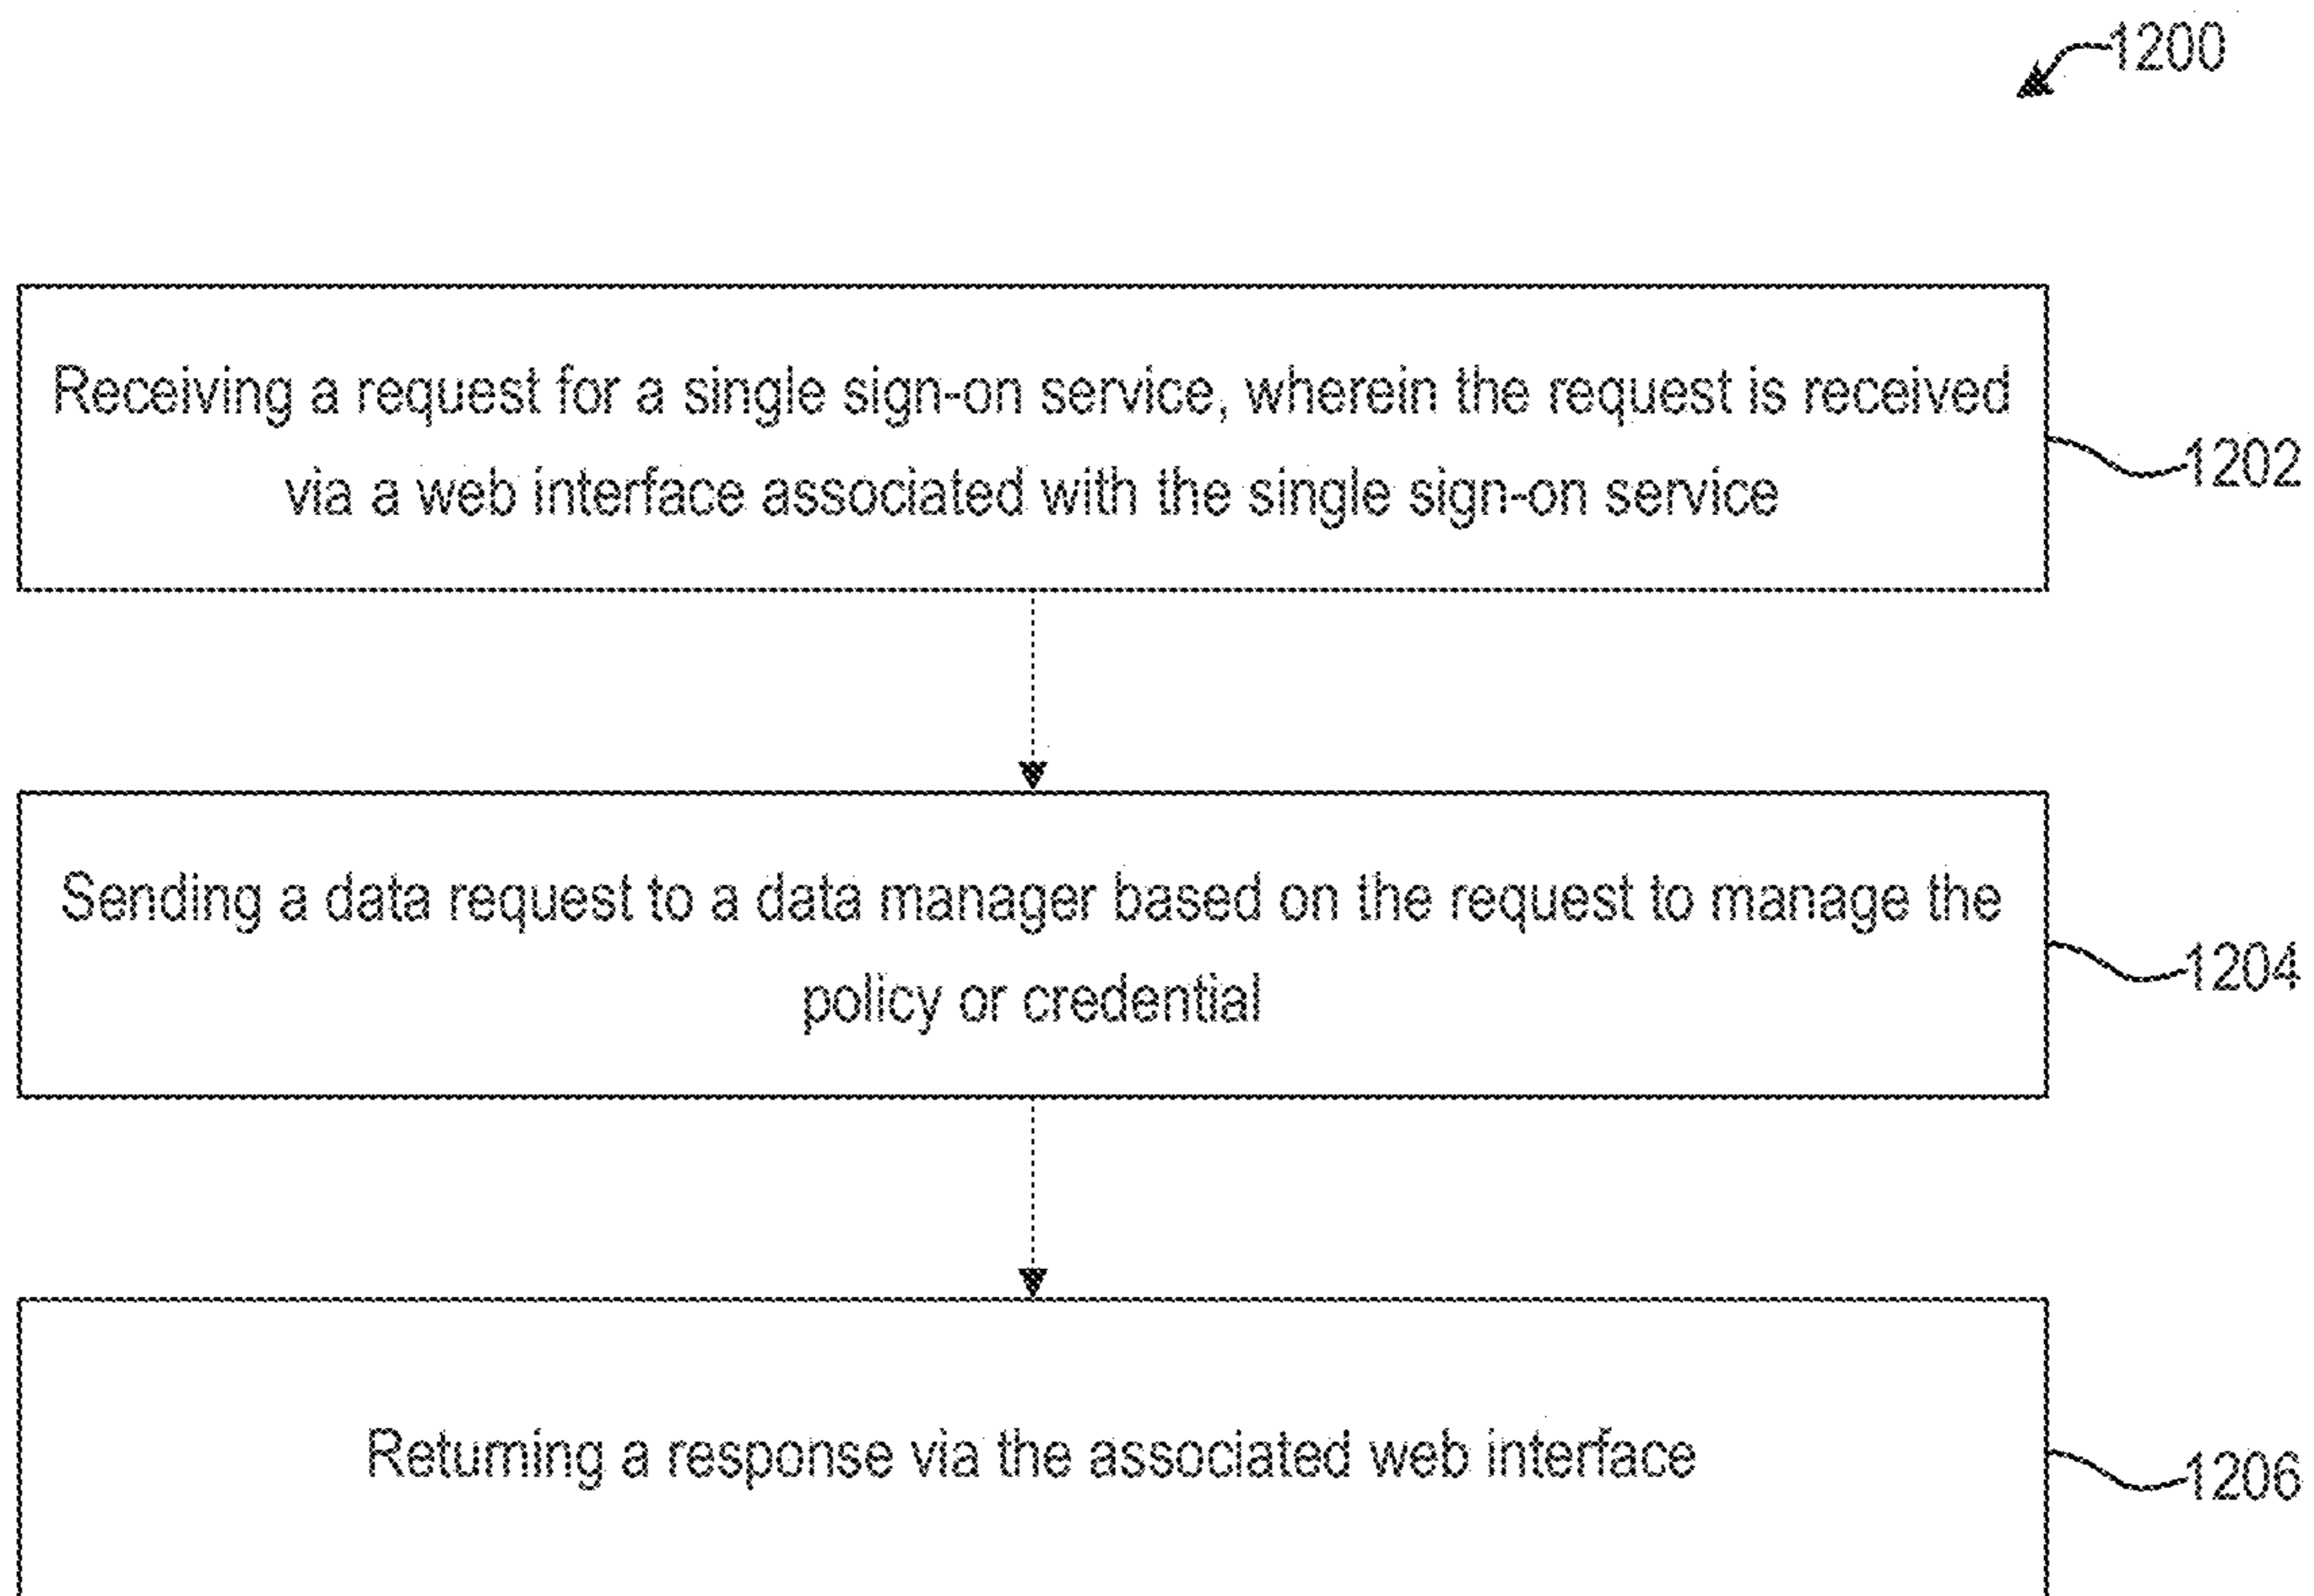 1200
Receiving a request for a single sign-on service, wherein the request is received
via a web interface associated with the single sign-on service
1202
Sending a data request to a data manager based on the request to manage the
policy or credential
1204
Returning a response via the associated web interface
1206